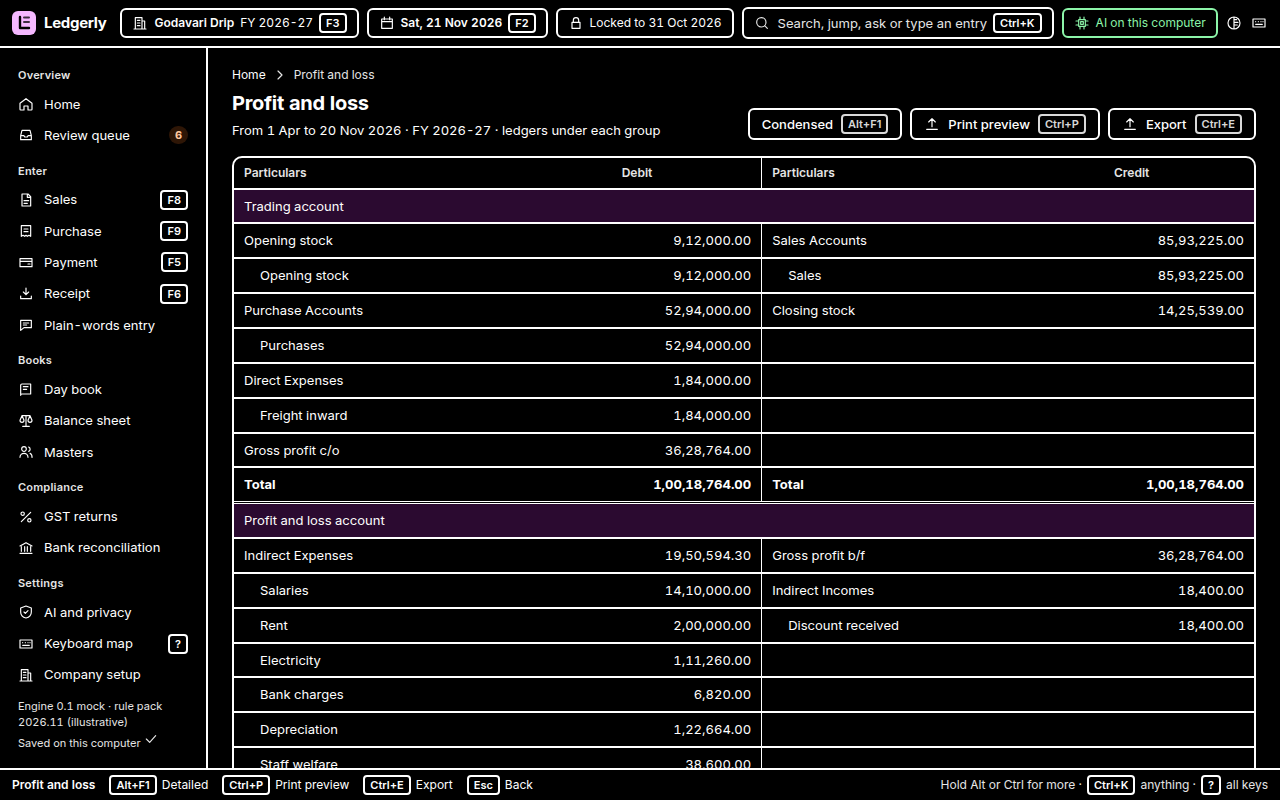 Ledgerly
Godavari Drip FY 2026-27 F3
Sat, 21 Nov 2026 F2
Locked to 31 Oct 2026
Search, jump, ask or type an entry Ctrl+K
AI on this computer
Overview
Home
Review queue 6
Enter
Sales F8
Purchase F9
Payment F5
Receipt F6
Plain-words entry
Books
Day book
Balance sheet
Masters
Compliance
GST returns
Bank reconciliation
Settings
AI and privacy
Keyboard map ?
Company setup
Engine 0.1 mock · rule pack
2026.11 (illustrative)
Saved on this computer
Home Profit and loss
Profit and loss
From 1 Apr to 20 Nov 2026 · FY 2026-27 · ledgers under each group
Condensed Alt+F1
Print preview Ctrl+P
Export Ctrl+E
Particulars Debit Particulars Credit
Trading account
Opening stock 9,12,000.00 Sales Accounts 85,93,225.00
Opening stock 9,12,000.00 Sales 85,93,225.00
Purchase Accounts 52,94,000.00 Closing stock 14,25,539.00
Purchases 52,94,000.00
Direct Expenses 1,84,000.00
Freight inward 1,84,000.00
Gross profit c/o 36,28,764.00
Total 1,00,18,764.00 Total 1,00,18,764.00
Profit and loss account
Indirect Expenses 19,50,594.30 Gross profit b/f 36,28,764.00
Salaries 14,10,000.00 Indirect Incomes 18,400.00
Rent 2,00,000.00 Discount received 18,400.00
Electricity 1,11,260.00
Bank charges 6,820.00
Depreciation 1,22,664.00
Staff welfare 38,600.00
Profit and loss Alt+F1 Detailed Ctrl+P Print preview Ctrl+E Export Esc Back
Hold Alt or Ctrl for more · Ctrl+K anything · ? all keys